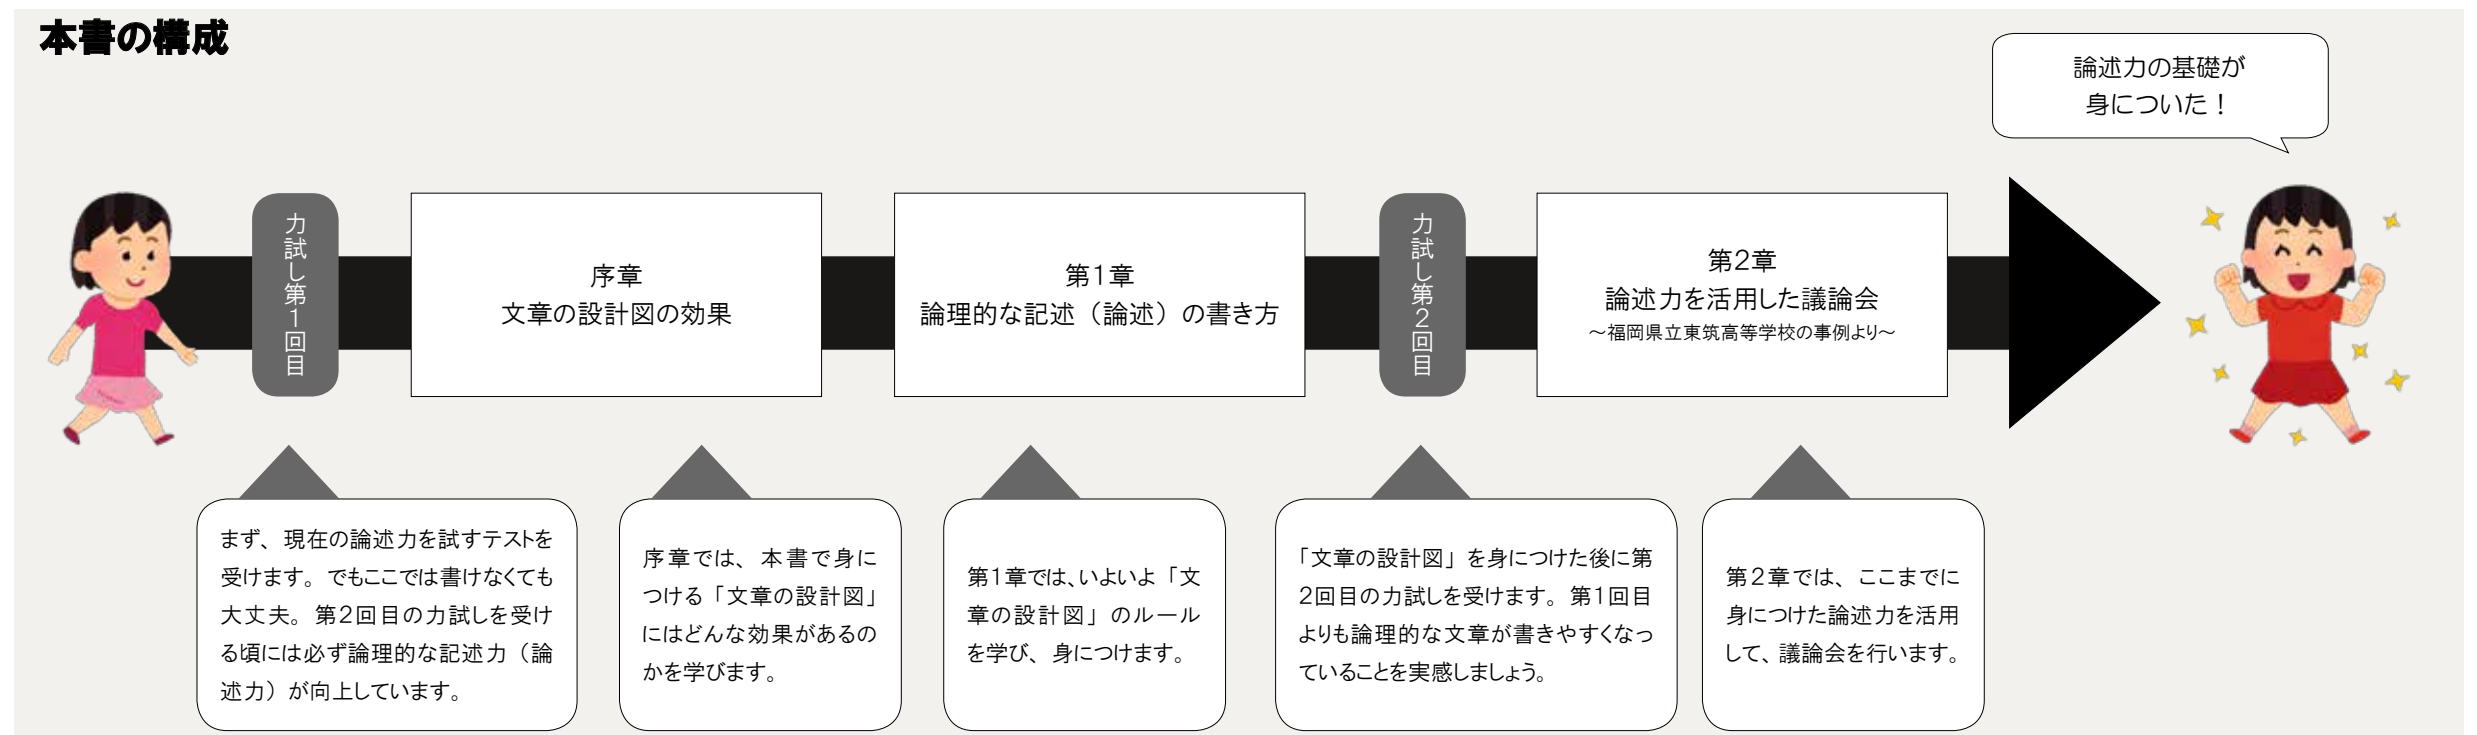 本書の構成
論述力の基礎が
身についた！
力試し第1回目
序章
文章の設計図の効果
第1章
論理的な記述（論述）の書き方
力試し第2回目
第2章
論述力を活用した議論会
～福岡県立東筑高等学校の事例より～
まず、現在の論述力を試すテストを
受けます。でもここでは書けなくても
大丈夫。第2回目の力試しを受け
る頃には必ず論理的な記述力（論
述力）が向上しています。
序章では、本書で身に
つける「文章の設計図」
にはどんな効果があるの
かを学びます。
第1章では、いよいよ「文
章の設計図」のルール
を学び、身につけます。
「文章の設計図」を身につけた後に第
2回目の力試しを受けます。第1回目
よりも論理的な文章が書きやすくなっ
ていることを実感しましょう。
第2章では、ここまでに
身につけた論述力を活用
して、議論会を行います。